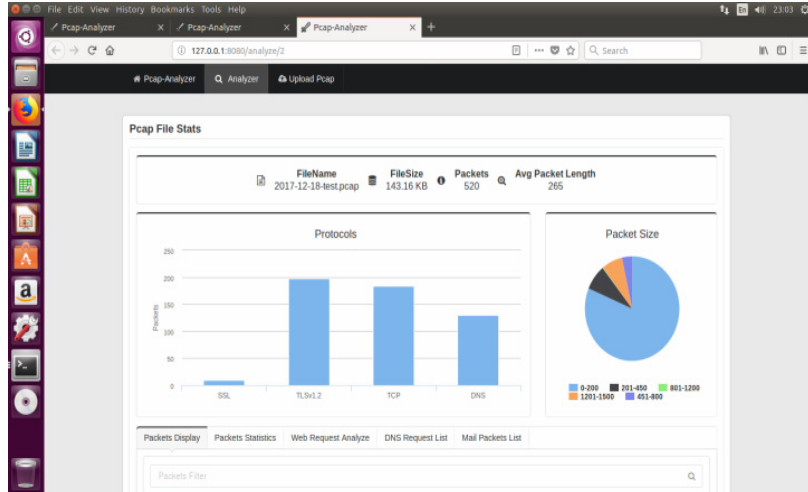 File Edit View History Bookmarks Tools Help
En 23:03
Pcap-Analyzer Pcap-Analyzer Pcap-Analyzer
127.0.0.1:8080/analyze/2 Search
Pcap-Analyzer Analyzer Upload Pcap
Pcap File Stats
FileName FileSize Packets Avg Packet Length
2017-12-18-test.pcap 143.16 KB 520 265
Protocols
Packets
250
200
150
100
50
0
SSL TLSv1.2 TCP DNS
Packet Size
0-200 201-450 801-1200
1201-1500 451-800
Packets Display Packets Statistics Web Request Analyze DNS Request List Mail Packets List
Packets Filter